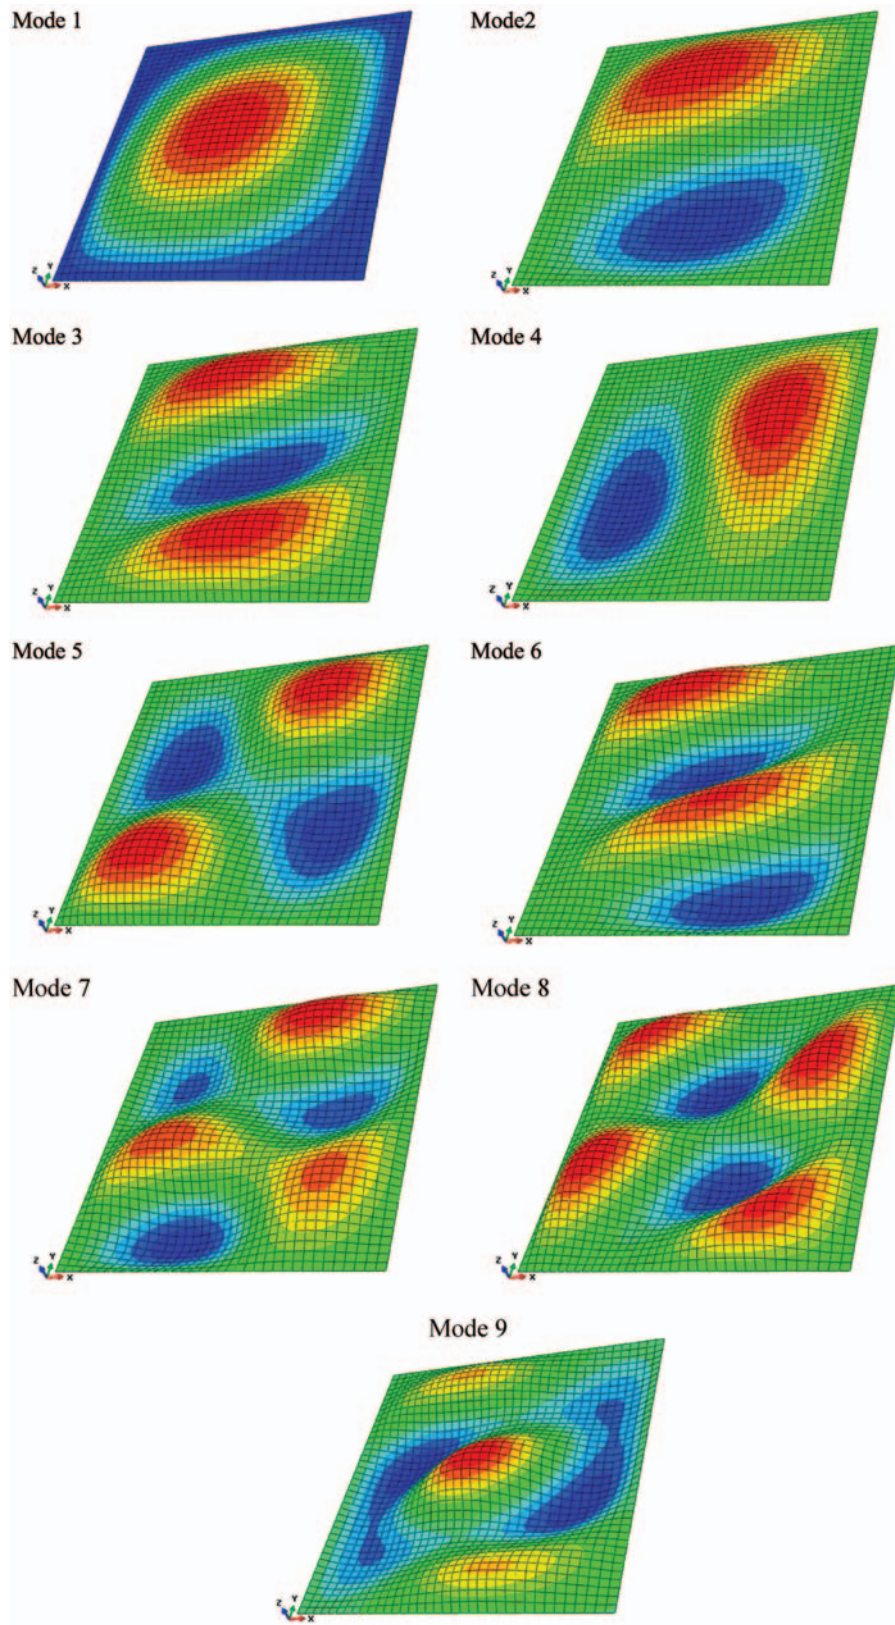 Mode 1
Mode2
Z Y X
Z Y X
Mode 3
Mode 4
Z Y X
Z Y X
Mode 5
Mode 6
Z Y X
Z Y X
Mode 7
Mode 8
Z Y X
Z Y X
Mode 9
Z Y X